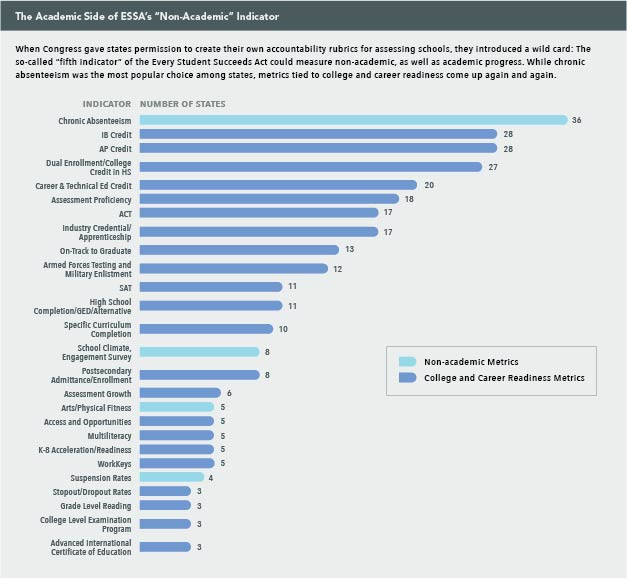 The Academic Side of ESSA's "Non-Academic" Indicator
When Congress gave states permission to create their own accountability rubrics for assessing schools, they introduced a wild card: The
so-called "fifth indicator" of the Every Student Succeeds Act could measure non-academic, as well as academic progress. While chronic
absenteeism was the most popular choice among states, metrics tied to college and career readiness come up again and again.
INDICATOR NUMBER OF STATES
Chronic Absenteeism 36
IB Credit 28
AP Credit 28
Dual Enrollment/College
Credit in HS 27
Career & Technical Ed Credit 20
Assessment Proficiency 18
ACT 17
Industry Credential/
Apprenticeship 17
On-Track to Graduate 13
Armed Forces Testing and
Military Enlistment 12
SAT 11
High School
Completion/GED/Alternative 11
Specific Curriculum
Completion 10
School Climate,
Engagement Survey 8
Postsecondary
Admittance/Enrollment 8
Assessment Growth 6
Arts/Physical Fitness 5
Access and Opportunities 5
Multiliteracy 5
K-8 Acceleration/Readiness 5
WorkKeys 5
Suspension Rates 4
Stopout/Dropout Rates 3
Grade Level Reading 3
College Level Examination
Program 3
Advanced International
Certificate of Education 3
Non-academic Metrics
College and Career Readiness Metrics